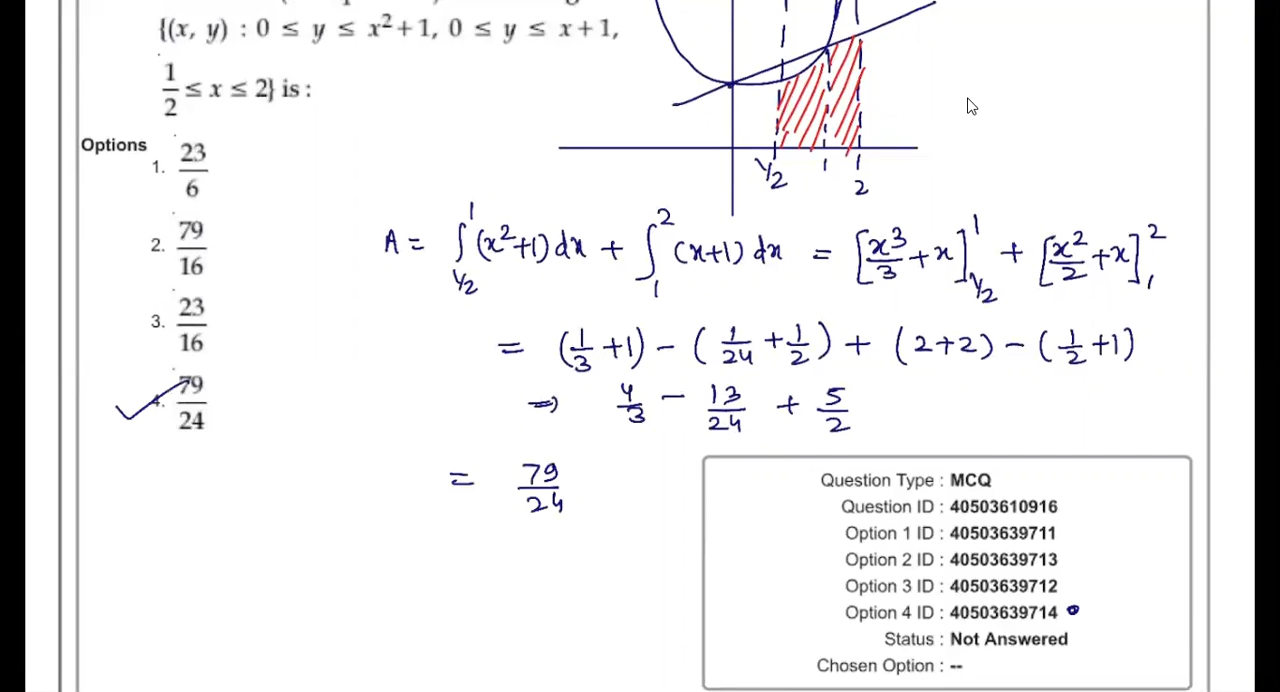 {(x, y) : 0 ≤ y ≤ x²+1, 0 ≤ y ≤ x+1,
1/2 ≤ x ≤ 2} is :
Options
1. 23/6
2. 79/16
3. 23/16
4. 79/24
1/2 1 2
A = ∫_{1/2}^{1} (x²+1) dx + ∫_{1}^{2} (x+1) dx = [x³/3 + x]_{1/2}^{1} + [x²/2 + x]_{1}^{2}
= (1/3 + 1) - (1/24 + 1/2) + (2+2) - (1/2 + 1)
⇒ 4/3 - 13/24 + 5/2
= 79/24
Question Type : MCQ
Question ID : 40503610916
Option 1 ID : 40503639711
Option 2 ID : 40503639713
Option 3 ID : 40503639712
Option 4 ID : 40503639714
Status : Not Answered
Chosen Option : --